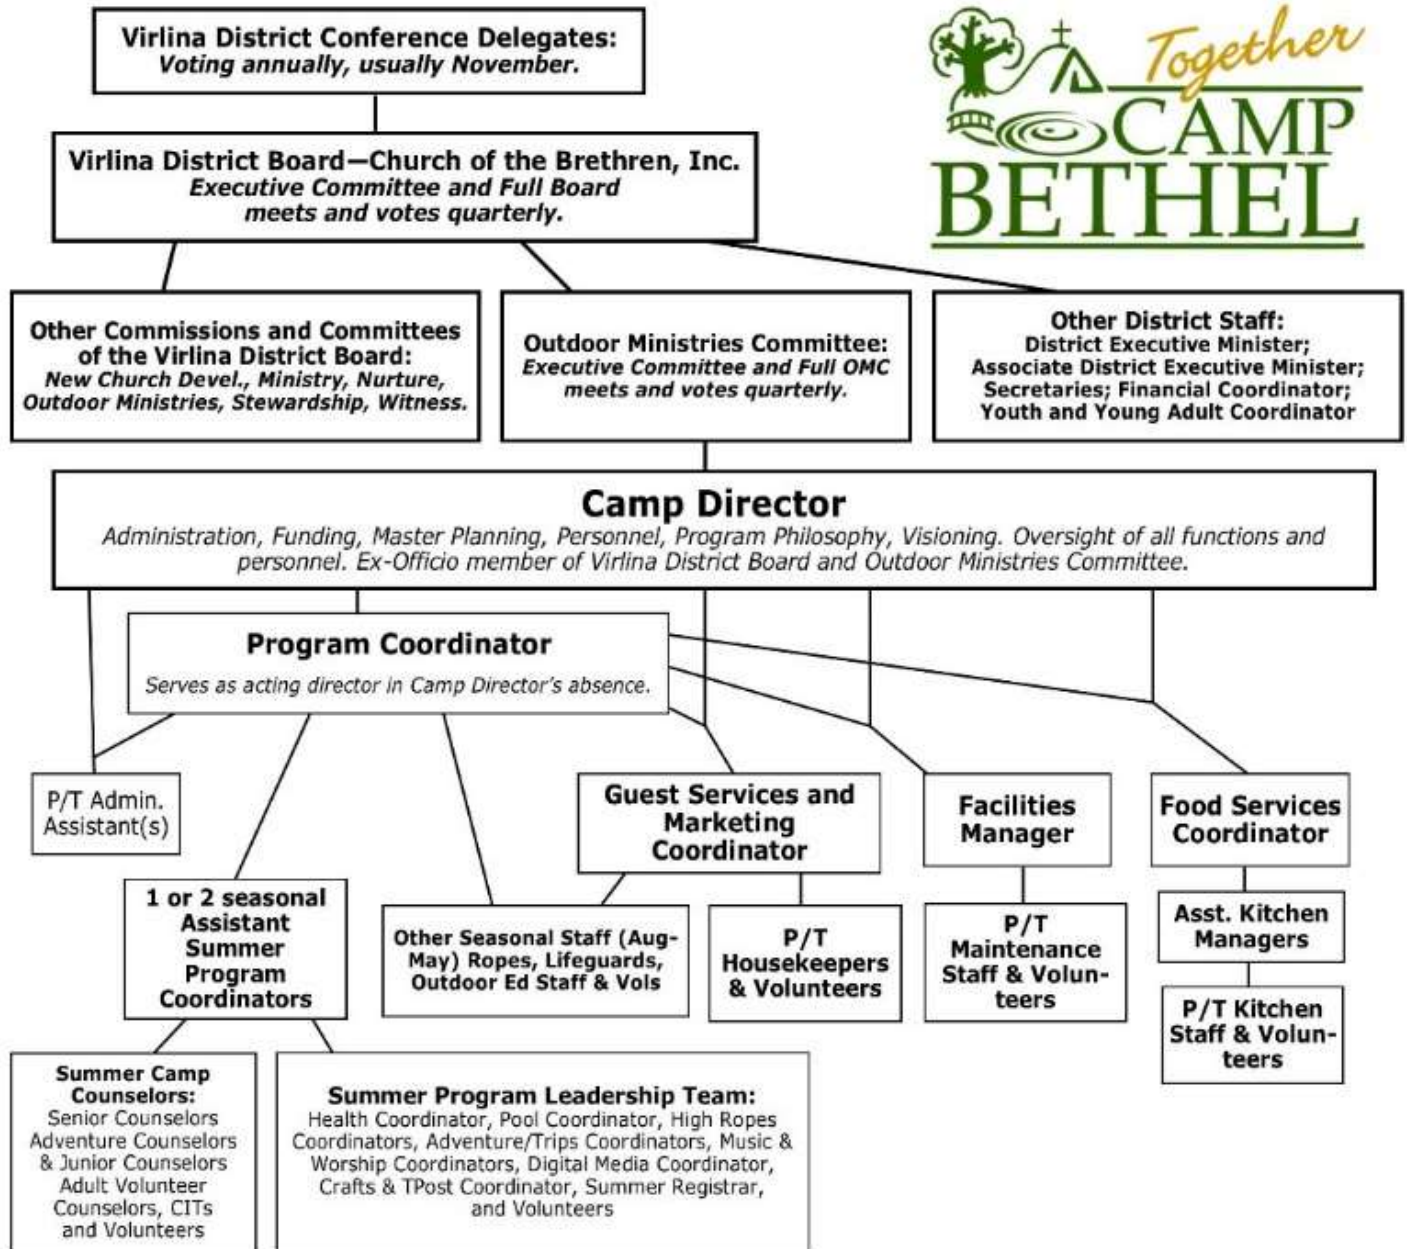 Virlina District Conference Delegates:
Voting annually, usually November.
Together
CAMP
BETHEL
Virlina District Board—Church of the Brethren, Inc.
Executive Committee and Full Board
meets and votes quarterly.
Other Commissions and Committees
of the Virlina District Board:
New Church Devel., Ministry, Nurture,
Outdoor Ministries, Stewardship, Witness.
Outdoor Ministries Committee:
Executive Committee and Full OMC
meets and votes quarterly.
Other District Staff:
District Executive Minister;
Associate District Executive Minister;
Secretaries; Financial Coordinator;
Youth and Young Adult Coordinator
Camp Director
Administration, Funding, Master Planning, Personnel, Program Philosophy, Visioning. Oversight of all functions and
personnel. Ex-Officio member of Virlina District Board and Outdoor Ministries Committee.
Program Coordinator
Serves as acting director in Camp Director's absence.
P/T Admin.
Assistant(s)
Guest Services and
Marketing
Coordinator
Facilities
Manager
Food Services
Coordinator
1 or 2 seasonal
Assistant
Summer
Program
Coordinators
Other Seasonal Staff (Aug-
May) Ropes, Lifeguards,
Outdoor Ed Staff & Vols
P/T
Housekeepers
& Volunteers
P/T
Maintenance
Staff & Volun-
teers
Asst. Kitchen
Managers
P/T Kitchen
Staff & Volun-
teers
Summer Camp
Counselors:
Senior Counselors
Adventure Counselors
& Junior Counselors
Adult Volunteer
Counselors, CITs
and Volunteers
Summer Program Leadership Team:
Health Coordinator, Pool Coordinator, High Ropes
Coordinators, Adventure/Trips Coordinators, Music &
Worship Coordinators, Digital Media Coordinator,
Crafts & TPost Coordinator, Summer Registrar,
and Volunteers